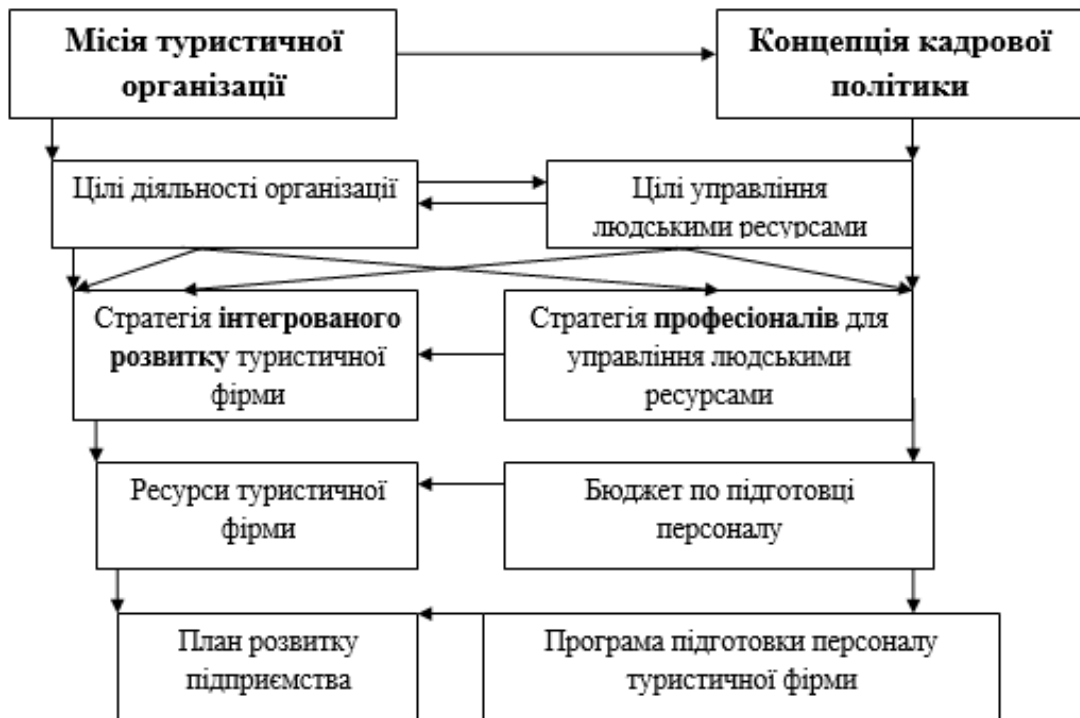 Місія туристичної
організації
Концепція кадрової
політики
Цілі діяльності організації
Цілі управління
людськими ресурсами
Стратегія інтегрованого
розвитку туристичної
фірми
Стратегія професіоналів для
управління людськими
ресурсами
Ресурси туристичної
фірми
Бюджет по підготовці
персоналу
План розвитку
підприємства
Програма підготовки персоналу
туристичної фірми